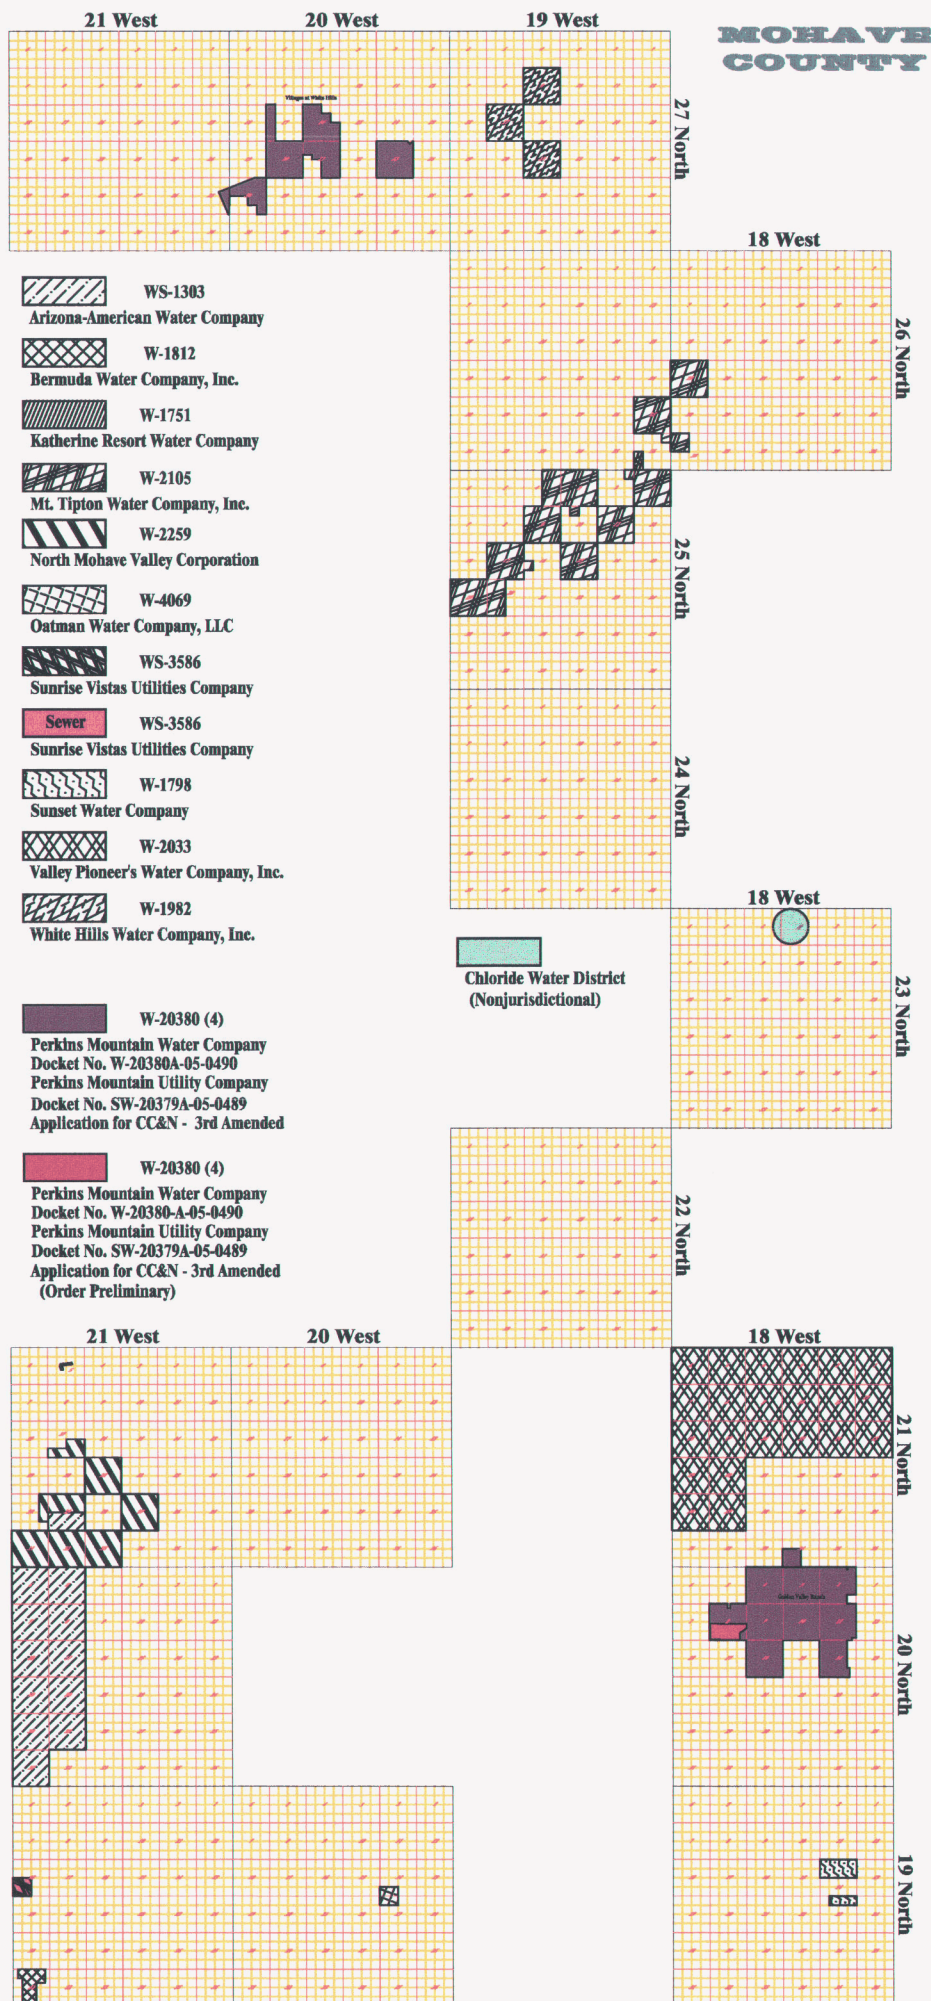 21 West
20 West
19 West
MOHAVE
COUNTY
Villages at White Hills
27 North
18 West
26 North
WS-1303
Arizona-American Water Company
W-1812
Bermuda Water Company, Inc.
W-1751
Katherine Resort Water Company
W-2105
Mt. Tipton Water Company, Inc.
W-2259
North Mohave Valley Corporation
25 North
W-4069
Oatman Water Company, LLC
WS-3586
Sunrise Vistas Utilities Company
Sewer
WS-3586
Sunrise Vistas Utilities Company
24 North
W-1798
Sunset Water Company
W-2033
Valley Pioneer's Water Company, Inc.
W-1982
White Hills Water Company, Inc.
18 West
Chloride Water District
(Nonjurisdictional)
23 North
W-20380 (4)
Perkins Mountain Water Company
Docket No. W-20380A-05-0490
Perkins Mountain Utility Company
Docket No. SW-20379A-05-0489
Application for CC&N - 3rd Amended
W-20380 (4)
Perkins Mountain Water Company
Docket No. W-20380-A-05-0490
Perkins Mountain Utility Company
Docket No. SW-20379A-05-0489
Application for CC&N - 3rd Amended
(Order Preliminary)
22 North
21 West
20 West
18 West
21 North
Golden Valley Ranch
20 North
19 North